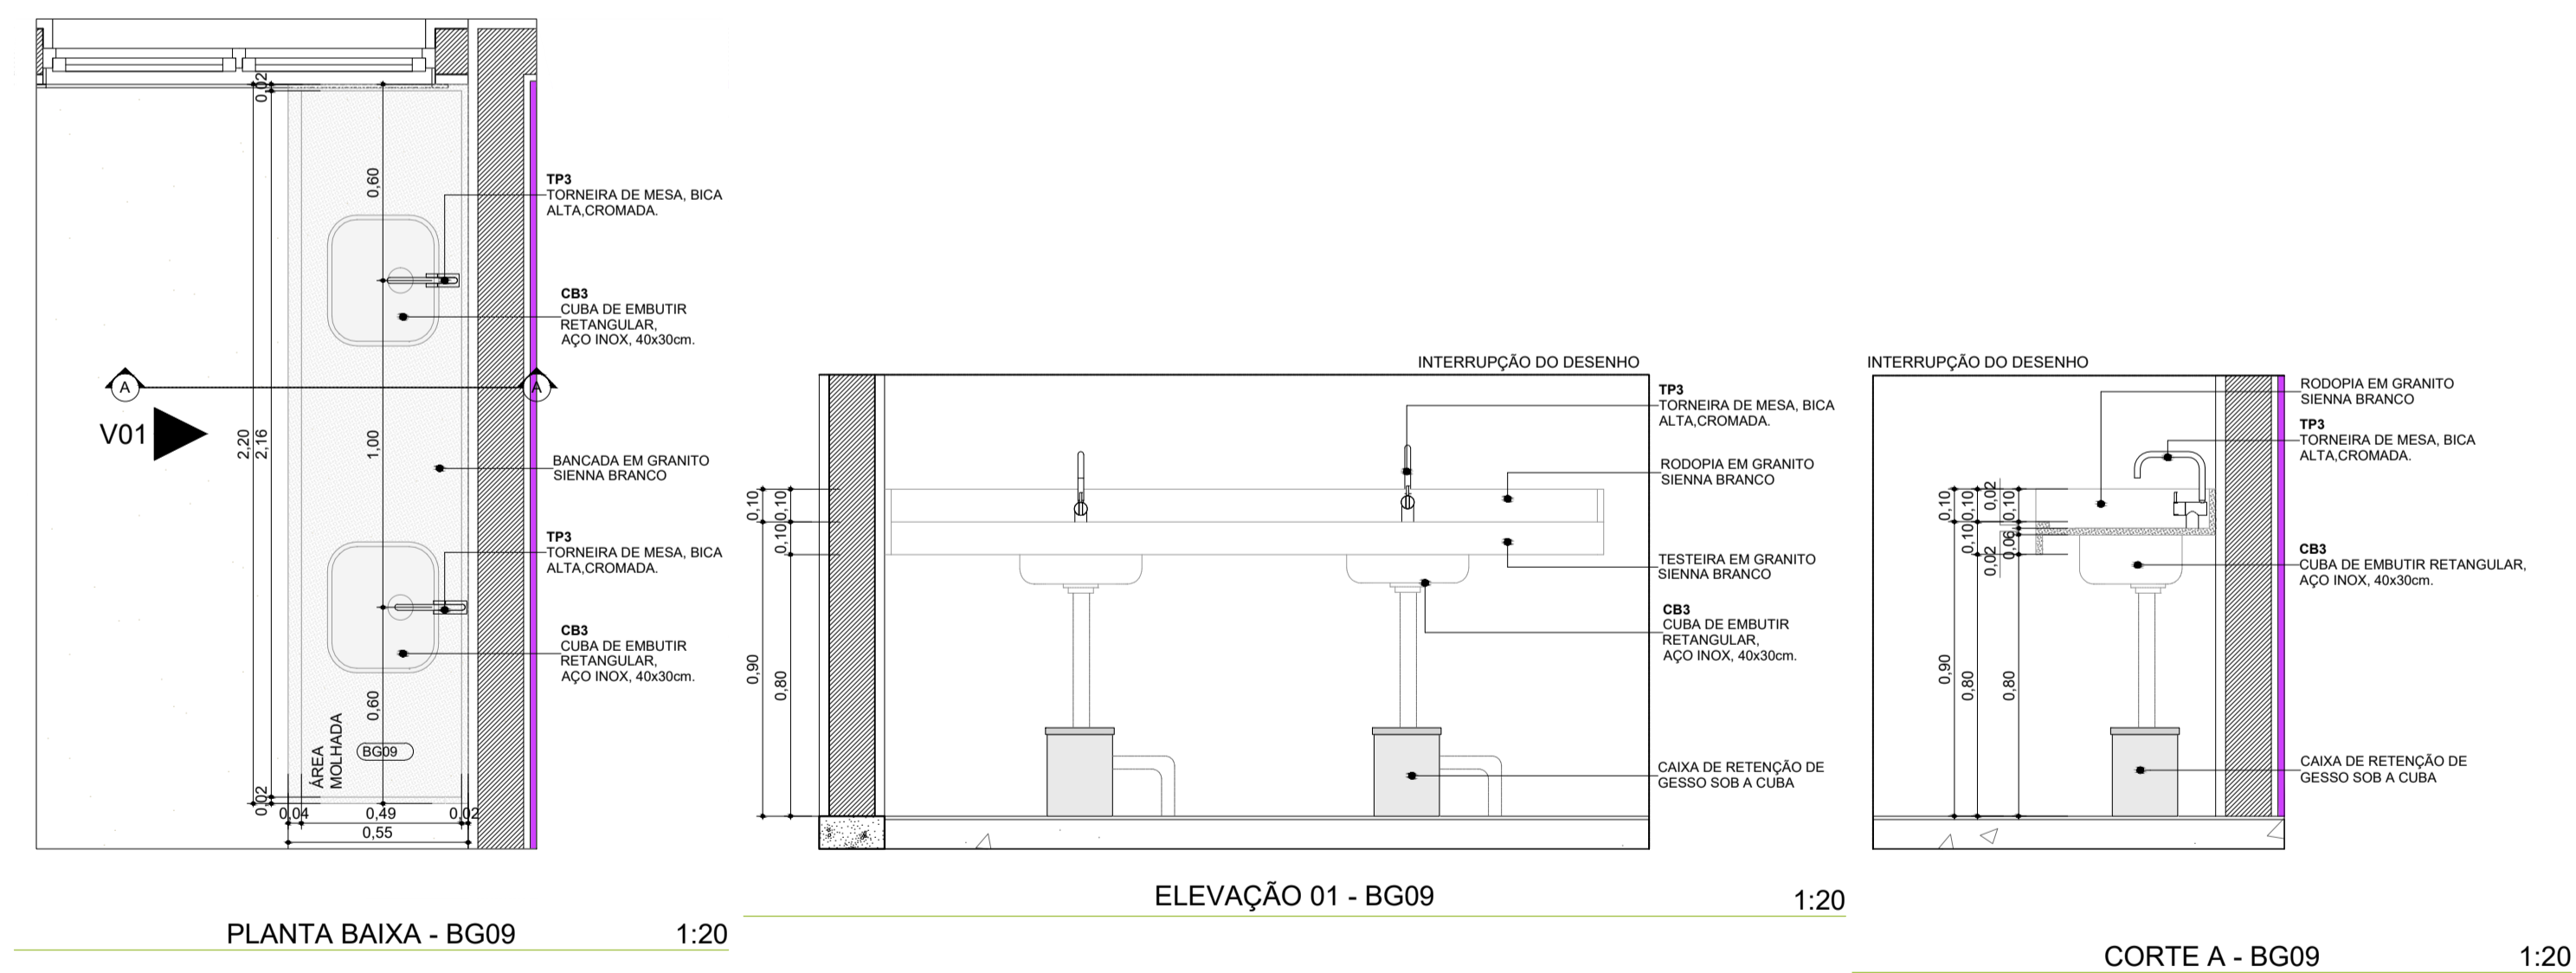 0,02
0,60
TP3
TORNEIRA DE MESA, BICA
ALTA,CROMADA.
CB3
CUBA DE EMBUTIR
RETANGULAR,
AÇO INOX, 40x30cm.
A
A
V01
2,20
2,16
1,00
BANCADA EM GRANITO
SIENNA BRANCO
TP3
TORNEIRA DE MESA, BICA
ALTA,CROMADA.
CB3
CUBA DE EMBUTIR
RETANGULAR,
AÇO INOX, 40x30cm.
0,60
ÁREA
MOLHADA
BG09
0,02
0,04
0,49
0,02
0,55
PLANTA BAIXA - BG09
1:20
INTERRUPÇÃO DO DESENHO
TP3
TORNEIRA DE MESA, BICA
ALTA,CROMADA.
RODOPIA EM GRANITO
SIENNA BRANCO
0,10
0,10
0,10
TESTEIRA EM GRANITO
SIENNA BRANCO
CB3
CUBA DE EMBUTIR
RETANGULAR,
AÇO INOX, 40x30cm.
0,90
0,80
CAIXA DE RETENÇÃO DE
GESSO SOB A CUBA
ELEVAÇÃO 01 - BG09
1:20
INTERRUPÇÃO DO DESENHO
RODOPIA EM GRANITO
SIENNA BRANCO
TP3
TORNEIRA DE MESA, BICA
ALTA,CROMADA.
0,10
0,10
0,02
0,10
0,10
0,02
0,06
CB3
CUBA DE EMBUTIR RETANGULAR,
AÇO INOX, 40x30cm.
0,90
0,80
0,80
CAIXA DE RETENÇÃO DE
GESSO SOB A CUBA
CORTE A - BG09
1:20